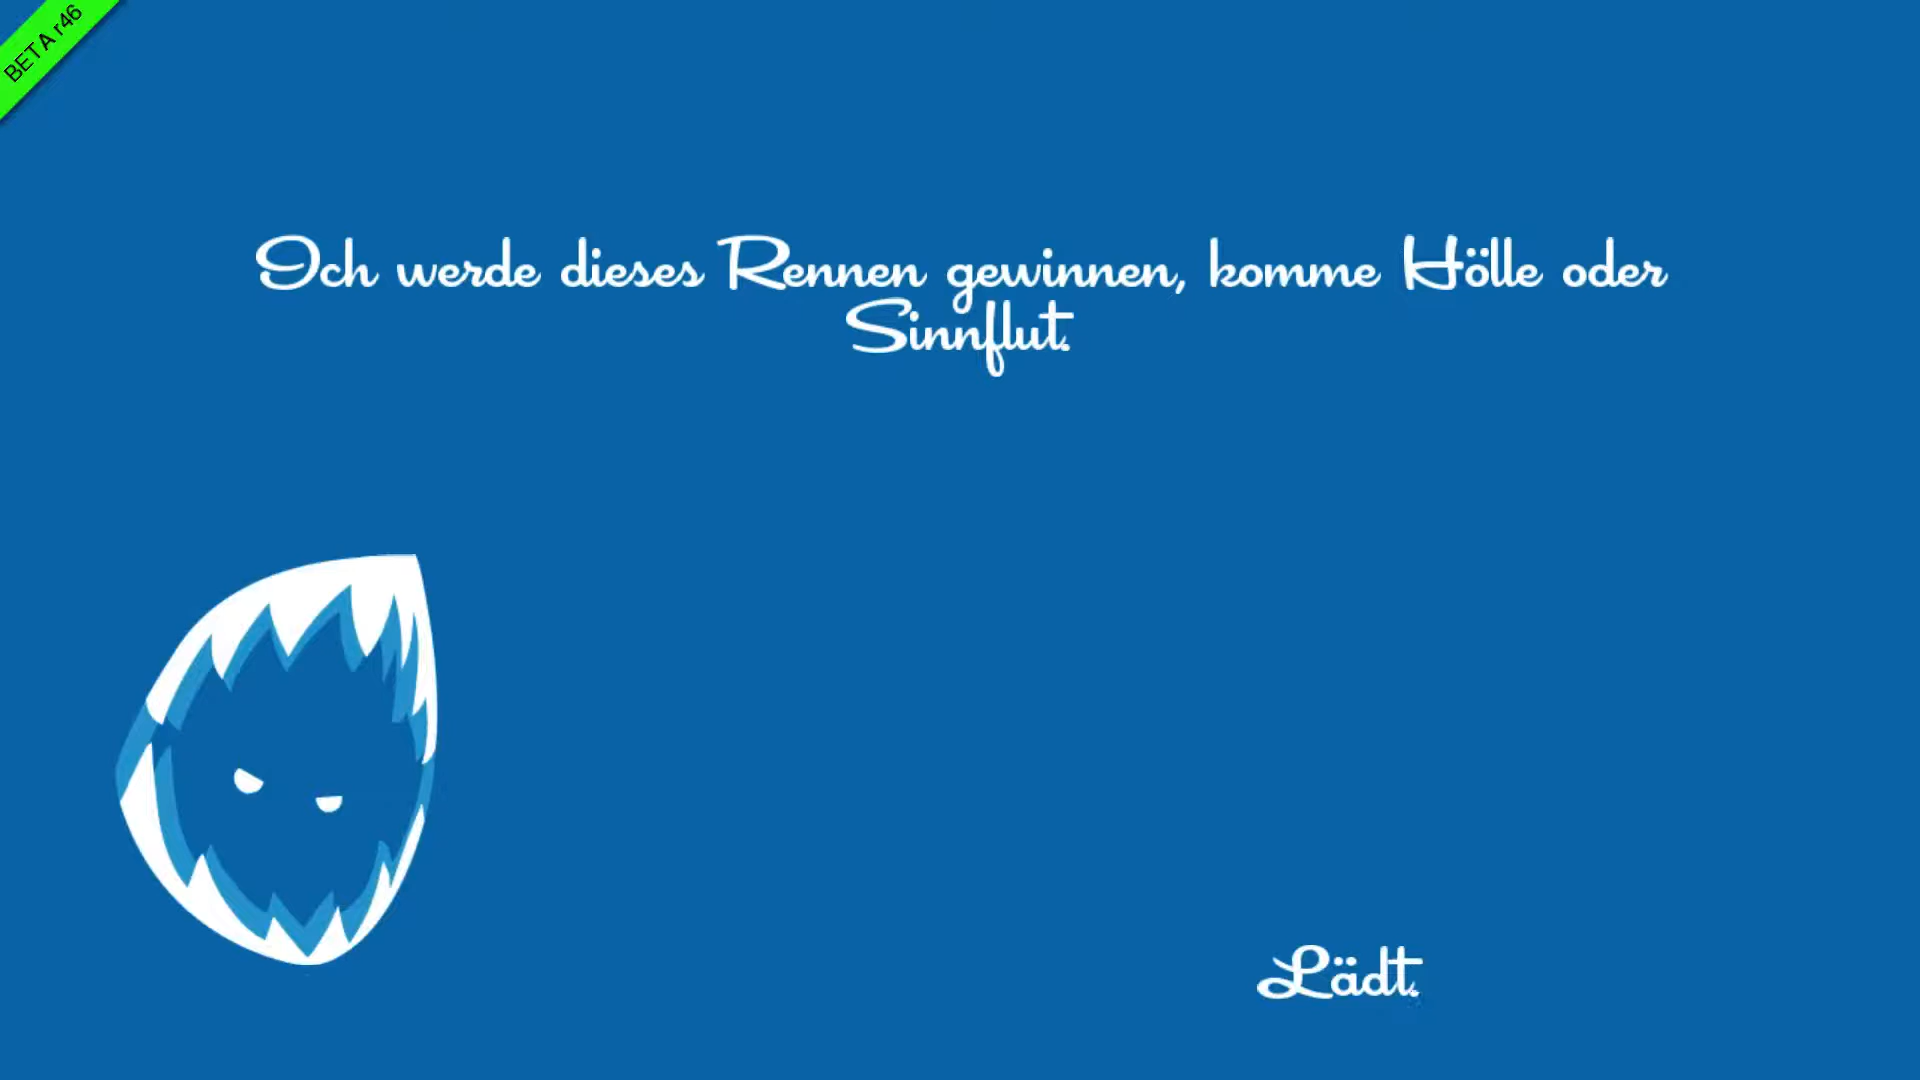 BETA r46
Ich werde dieses Rennen gewinnen, komme Hölle oder
Sinnflut.
Lädt.